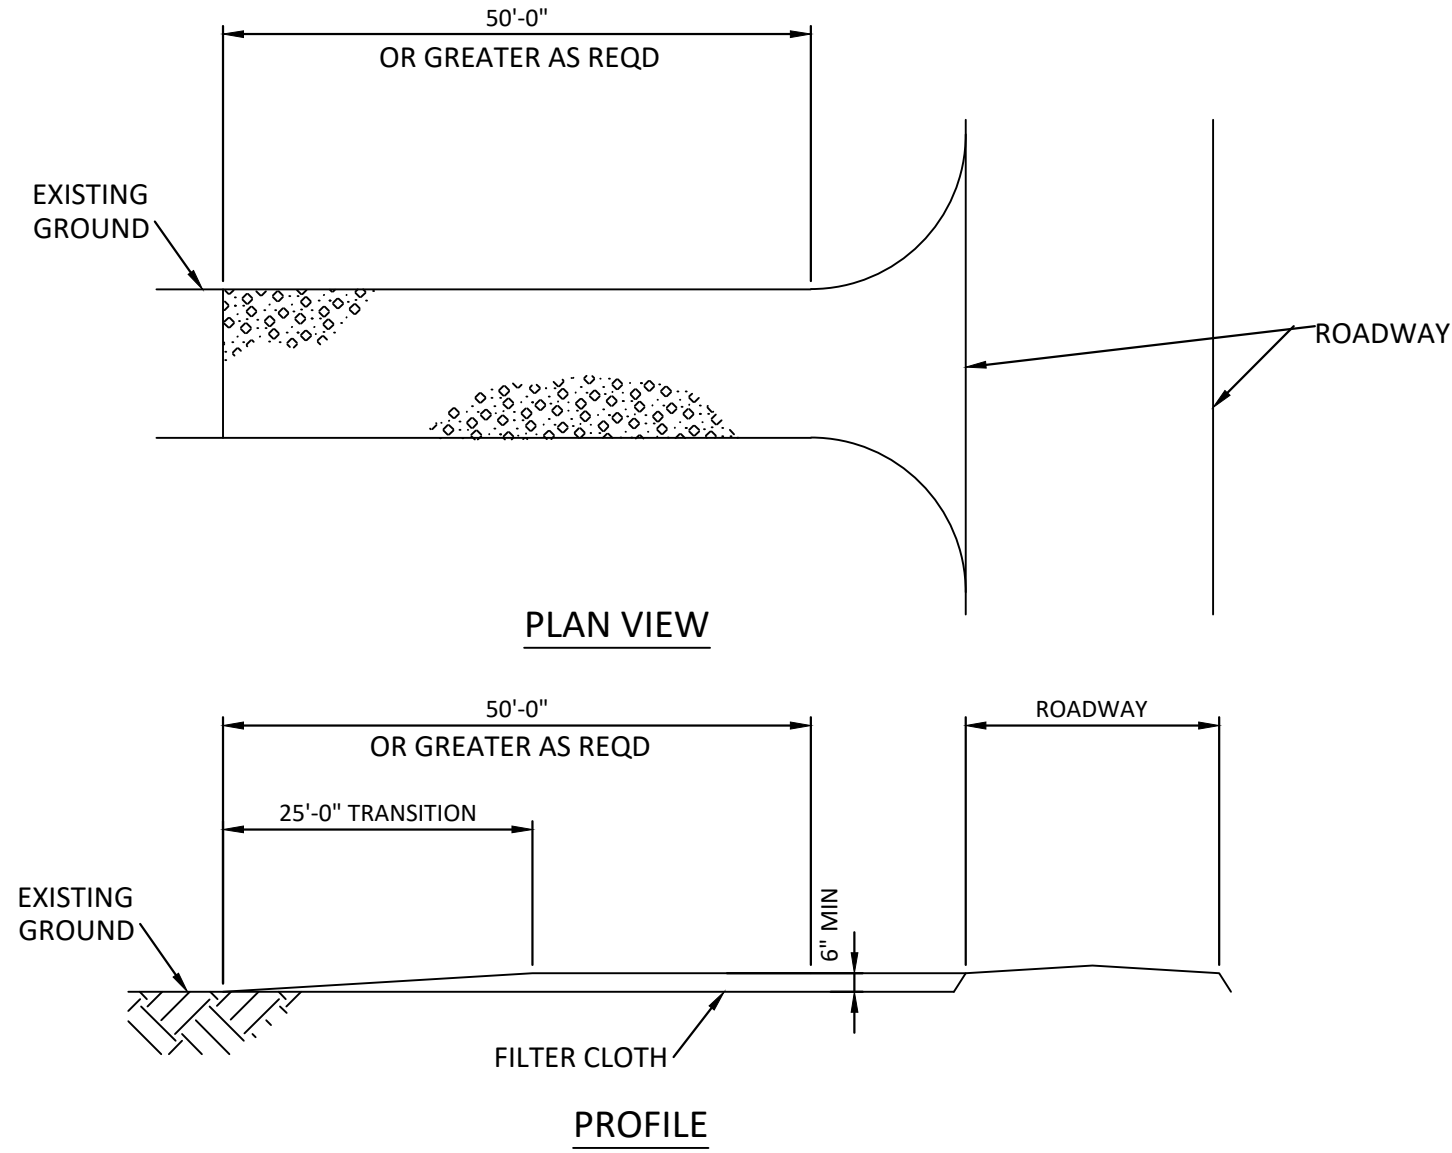 50'-0"
OR GREATER AS REQD
EXISTING
GROUND
ROADWAY
PLAN VIEW
50'-0"
OR GREATER AS REQD
ROADWAY
25'-0" TRANSITION
EXISTING
GROUND
6" MIN
FILTER CLOTH
PROFILE